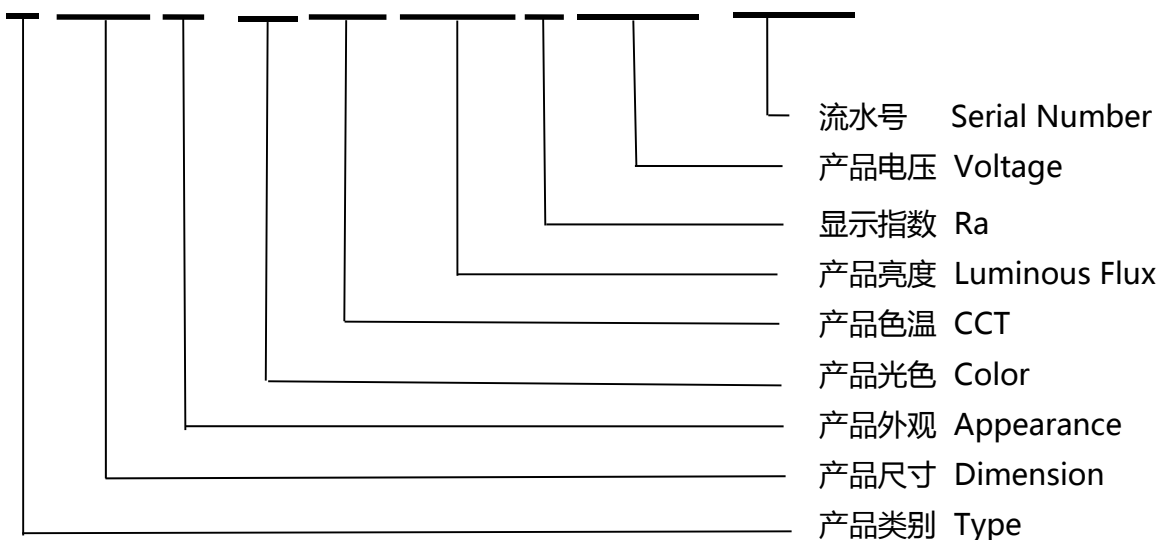 流水号 Serial Number
产品电压 Voltage
显示指数 Ra
产品亮度 Luminous Flux
产品色温 CCT
产品光色 Color
产品外观 Appearance
产品尺寸 Dimension
产品类别 Type